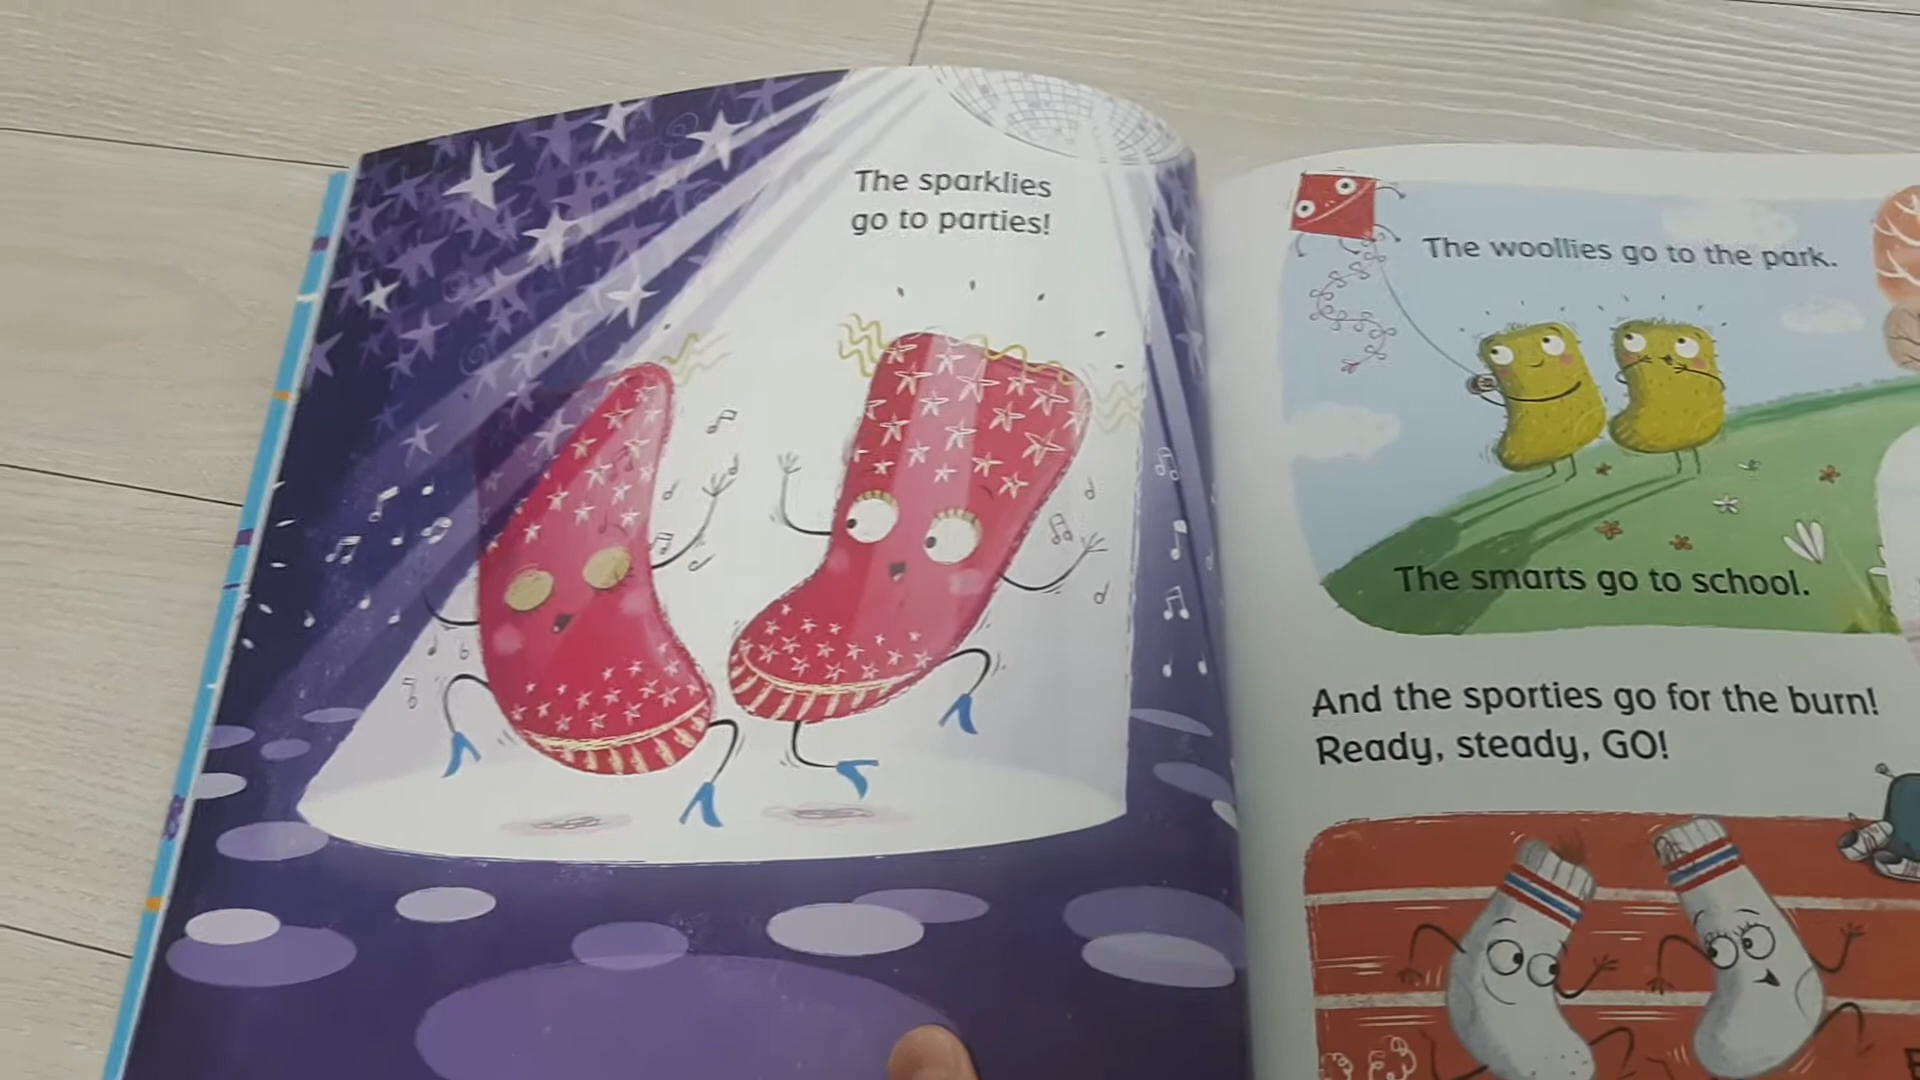 The sparklies
go to parties!
The woollies go to the park.
The smarts go to school.
And the sporties go for the burn!
Ready, steady, GO!